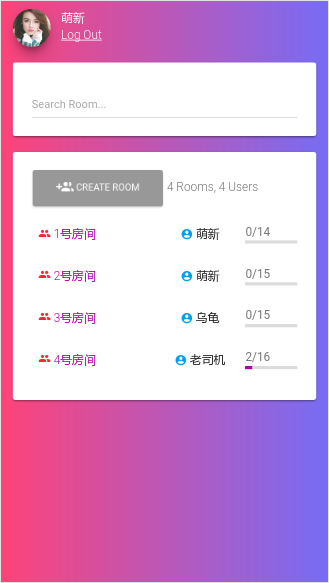 萌新
Log Out
Search Room...
CREATE ROOM 4 Rooms, 4 Users
1号房间 萌新 0/14
2号房间 萌新 0/15
3号房间 乌龟 0/15
4号房间 老司机 2/16